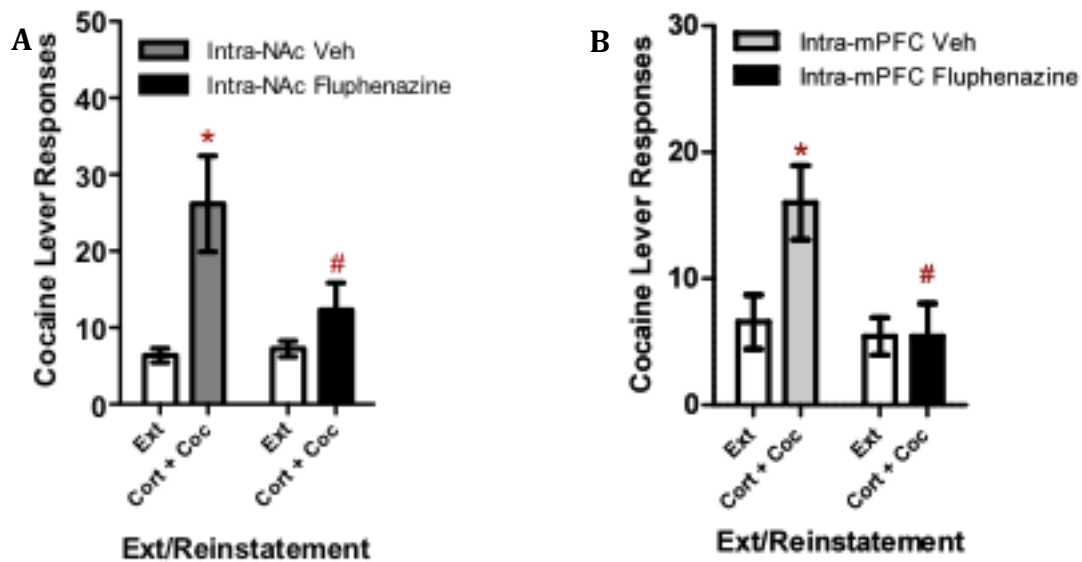 A
Cocaine Lever Responses
50
40
30
20
10
0
Intra-NAc Veh
Intra-NAc Fluphenazine
*
#
Ext
Cort + Coc
Ext
Cort + Coc
Ext/Reinstatement
B
Cocaine Lever Responses
30
20
10
0
Intra-mPFC Veh
Intra-mPFC Fluphenazine
*
#
Ext
Cort + Coc
Ext
Cort + Coc
Ext/Reinstatement